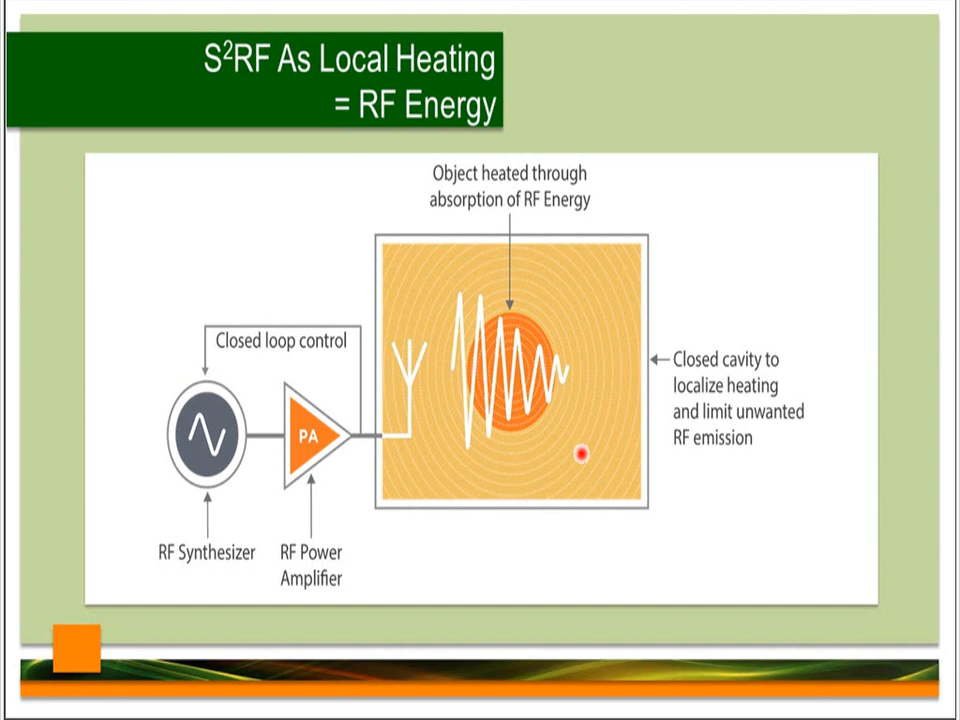 S²RF As Local Heating
= RF Energy
Object heated through
absorption of RF Energy
Closed loop control
PA
Closed cavity to
localize heating
and limit unwanted
RF emission
RF Synthesizer
RF Power
Amplifier